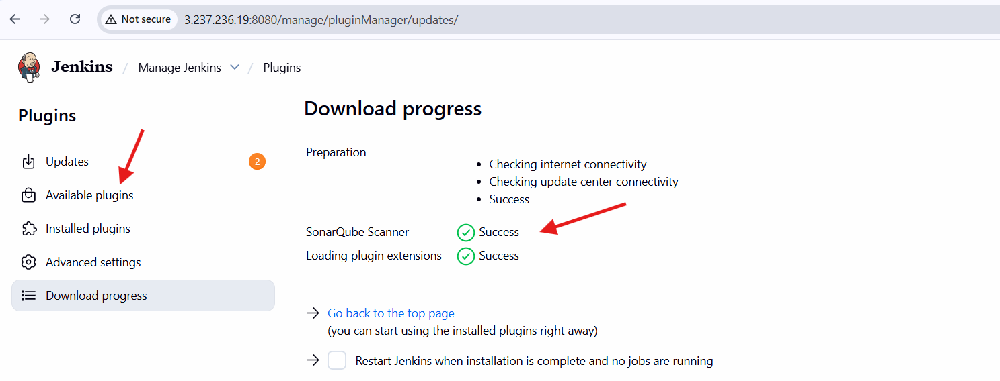 Not secure 3.237.236.19:8080/manage/pluginManager/updates/
Jenkins / Manage Jenkins / Plugins
Plugins
Updates 2
Available plugins
Installed plugins
Advanced settings
Download progress
Download progress
Preparation
• Checking internet connectivity
• Checking update center connectivity
• Success
SonarQube Scanner Success
Loading plugin extensions Success
Go back to the top page
(you can start using the installed plugins right away)
Restart Jenkins when installation is complete and no jobs are running